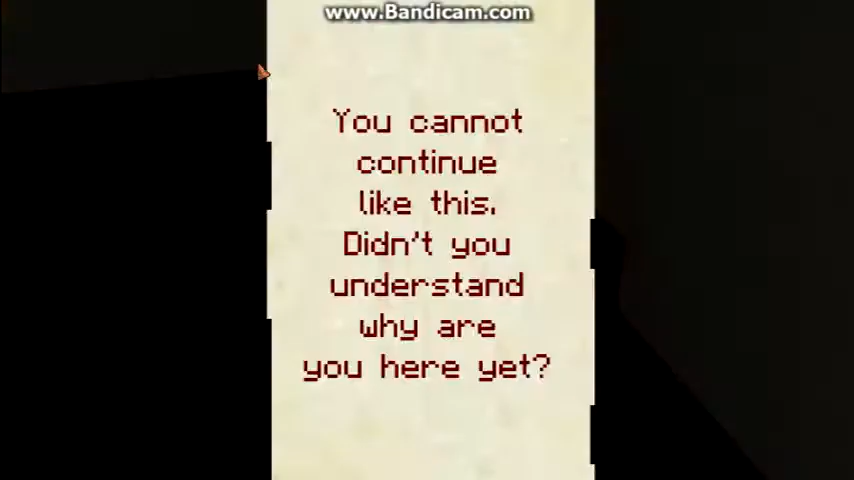 www.Bandicam.com
You cannot
continue
like this.
Didn't you
understand
why are
you here yet?